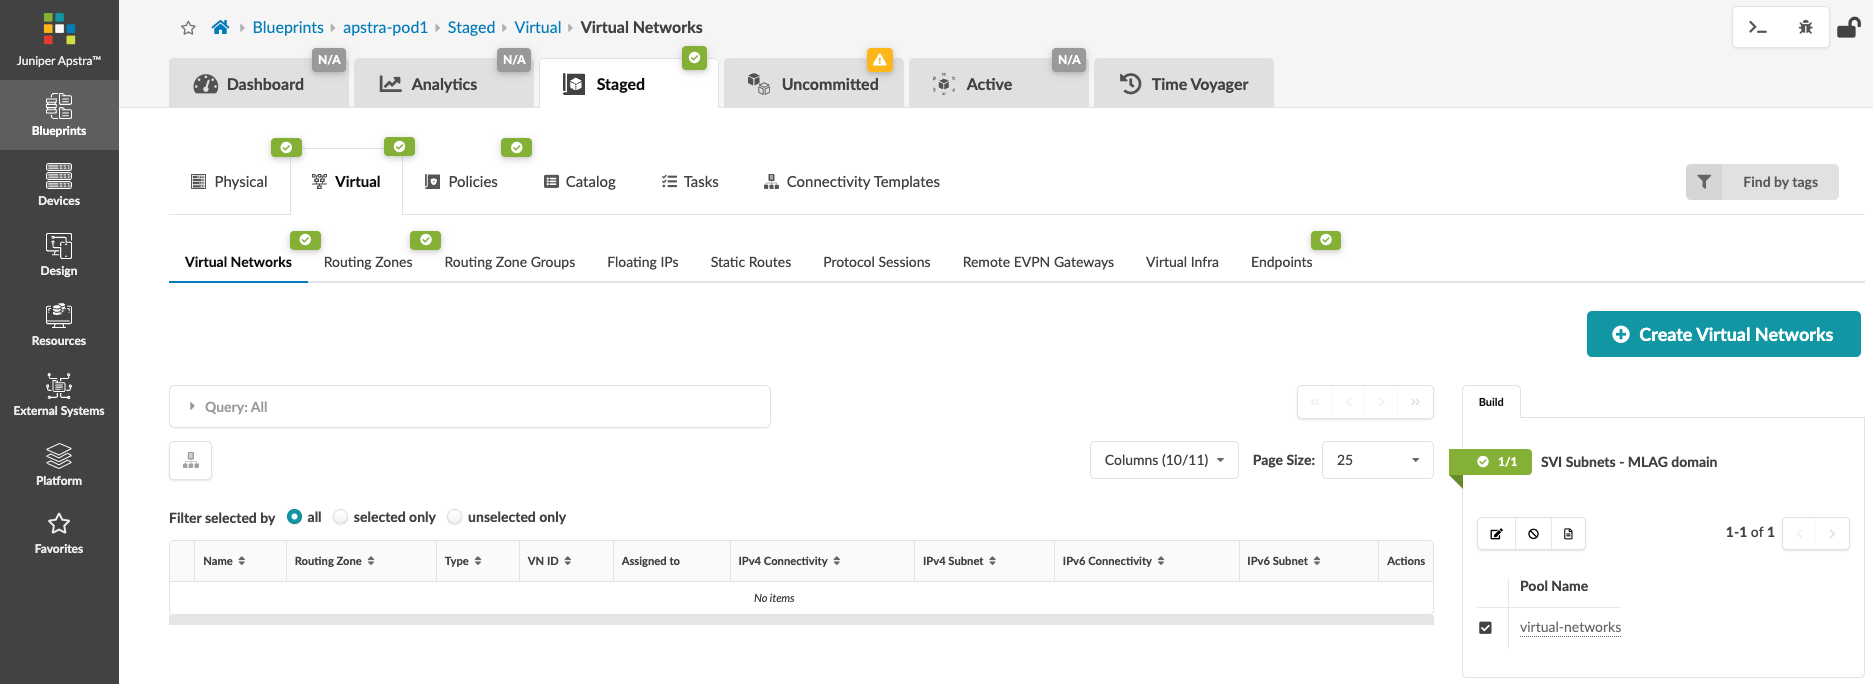 Juniper Apstra™
Blueprints
Devices
Design
Resources
External Systems
Platform
Favorites
Blueprints apstra-pod1 Staged Virtual Virtual Networks
N/A N/A N/A
Dashboard Analytics Staged Uncommitted Active Time Voyager
Physical Virtual Policies Catalog Tasks Connectivity Templates Find by tags
Virtual Networks Routing Zones Routing Zone Groups Floating IPs Static Routes Protocol Sessions Remote EVPN Gateways Virtual Infra Endpoints
Create Virtual Networks
Query: All
Columns (10/11) Page Size: 25
Filter selected by all selected only unselected only
Name Routing Zone Type VN ID Assigned to IPv4 Connectivity IPv4 Subnet IPv6 Connectivity IPv6 Subnet Actions
No items
Build
1/1 SVI Subnets - MLAG domain
1-1 of 1
Pool Name
virtual-networks